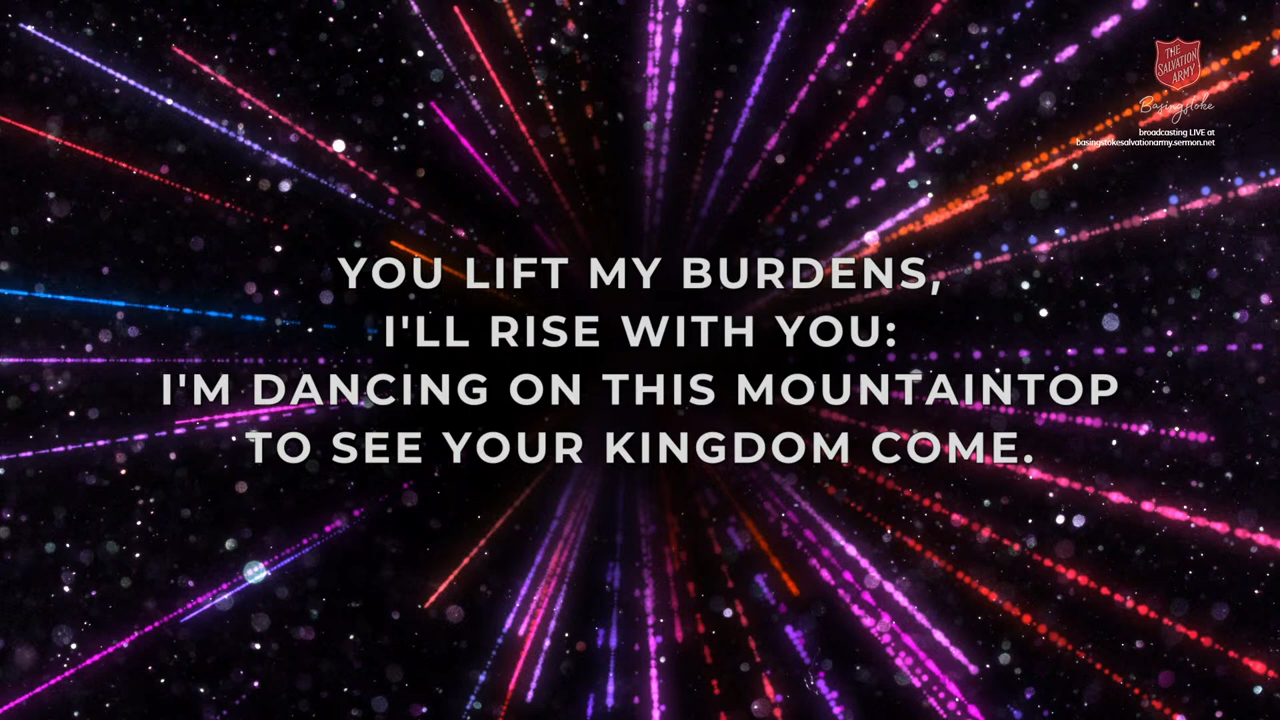 THE
SALVATION
ARMY
Basingstoke
broadcasting LIVE at
basingstokesalvationarmy.sermon.net
YOU LIFT MY BURDENS,
I'LL RISE WITH YOU:
I'M DANCING ON THIS MOUNTAINTOP
TO SEE YOUR KINGDOM COME.